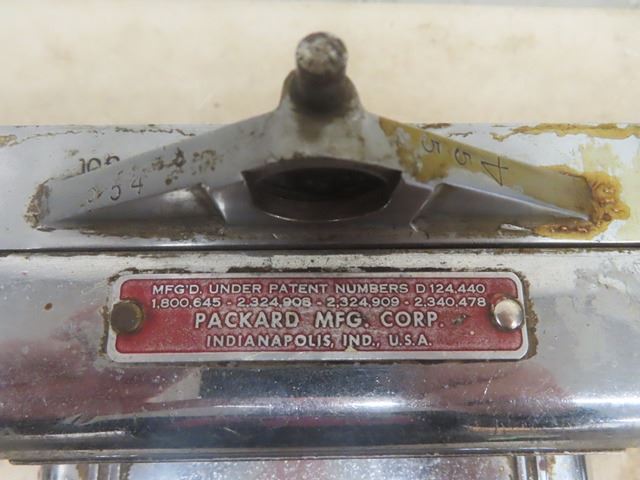 554
MFG'D. UNDER PATENT NUMBERS D 124,440
1,800,645 - 2,324,908 - 2,324,909 - 2,340,478
PACKARD MFG. CORP.
INDIANAPOLIS, IND., U.S.A.